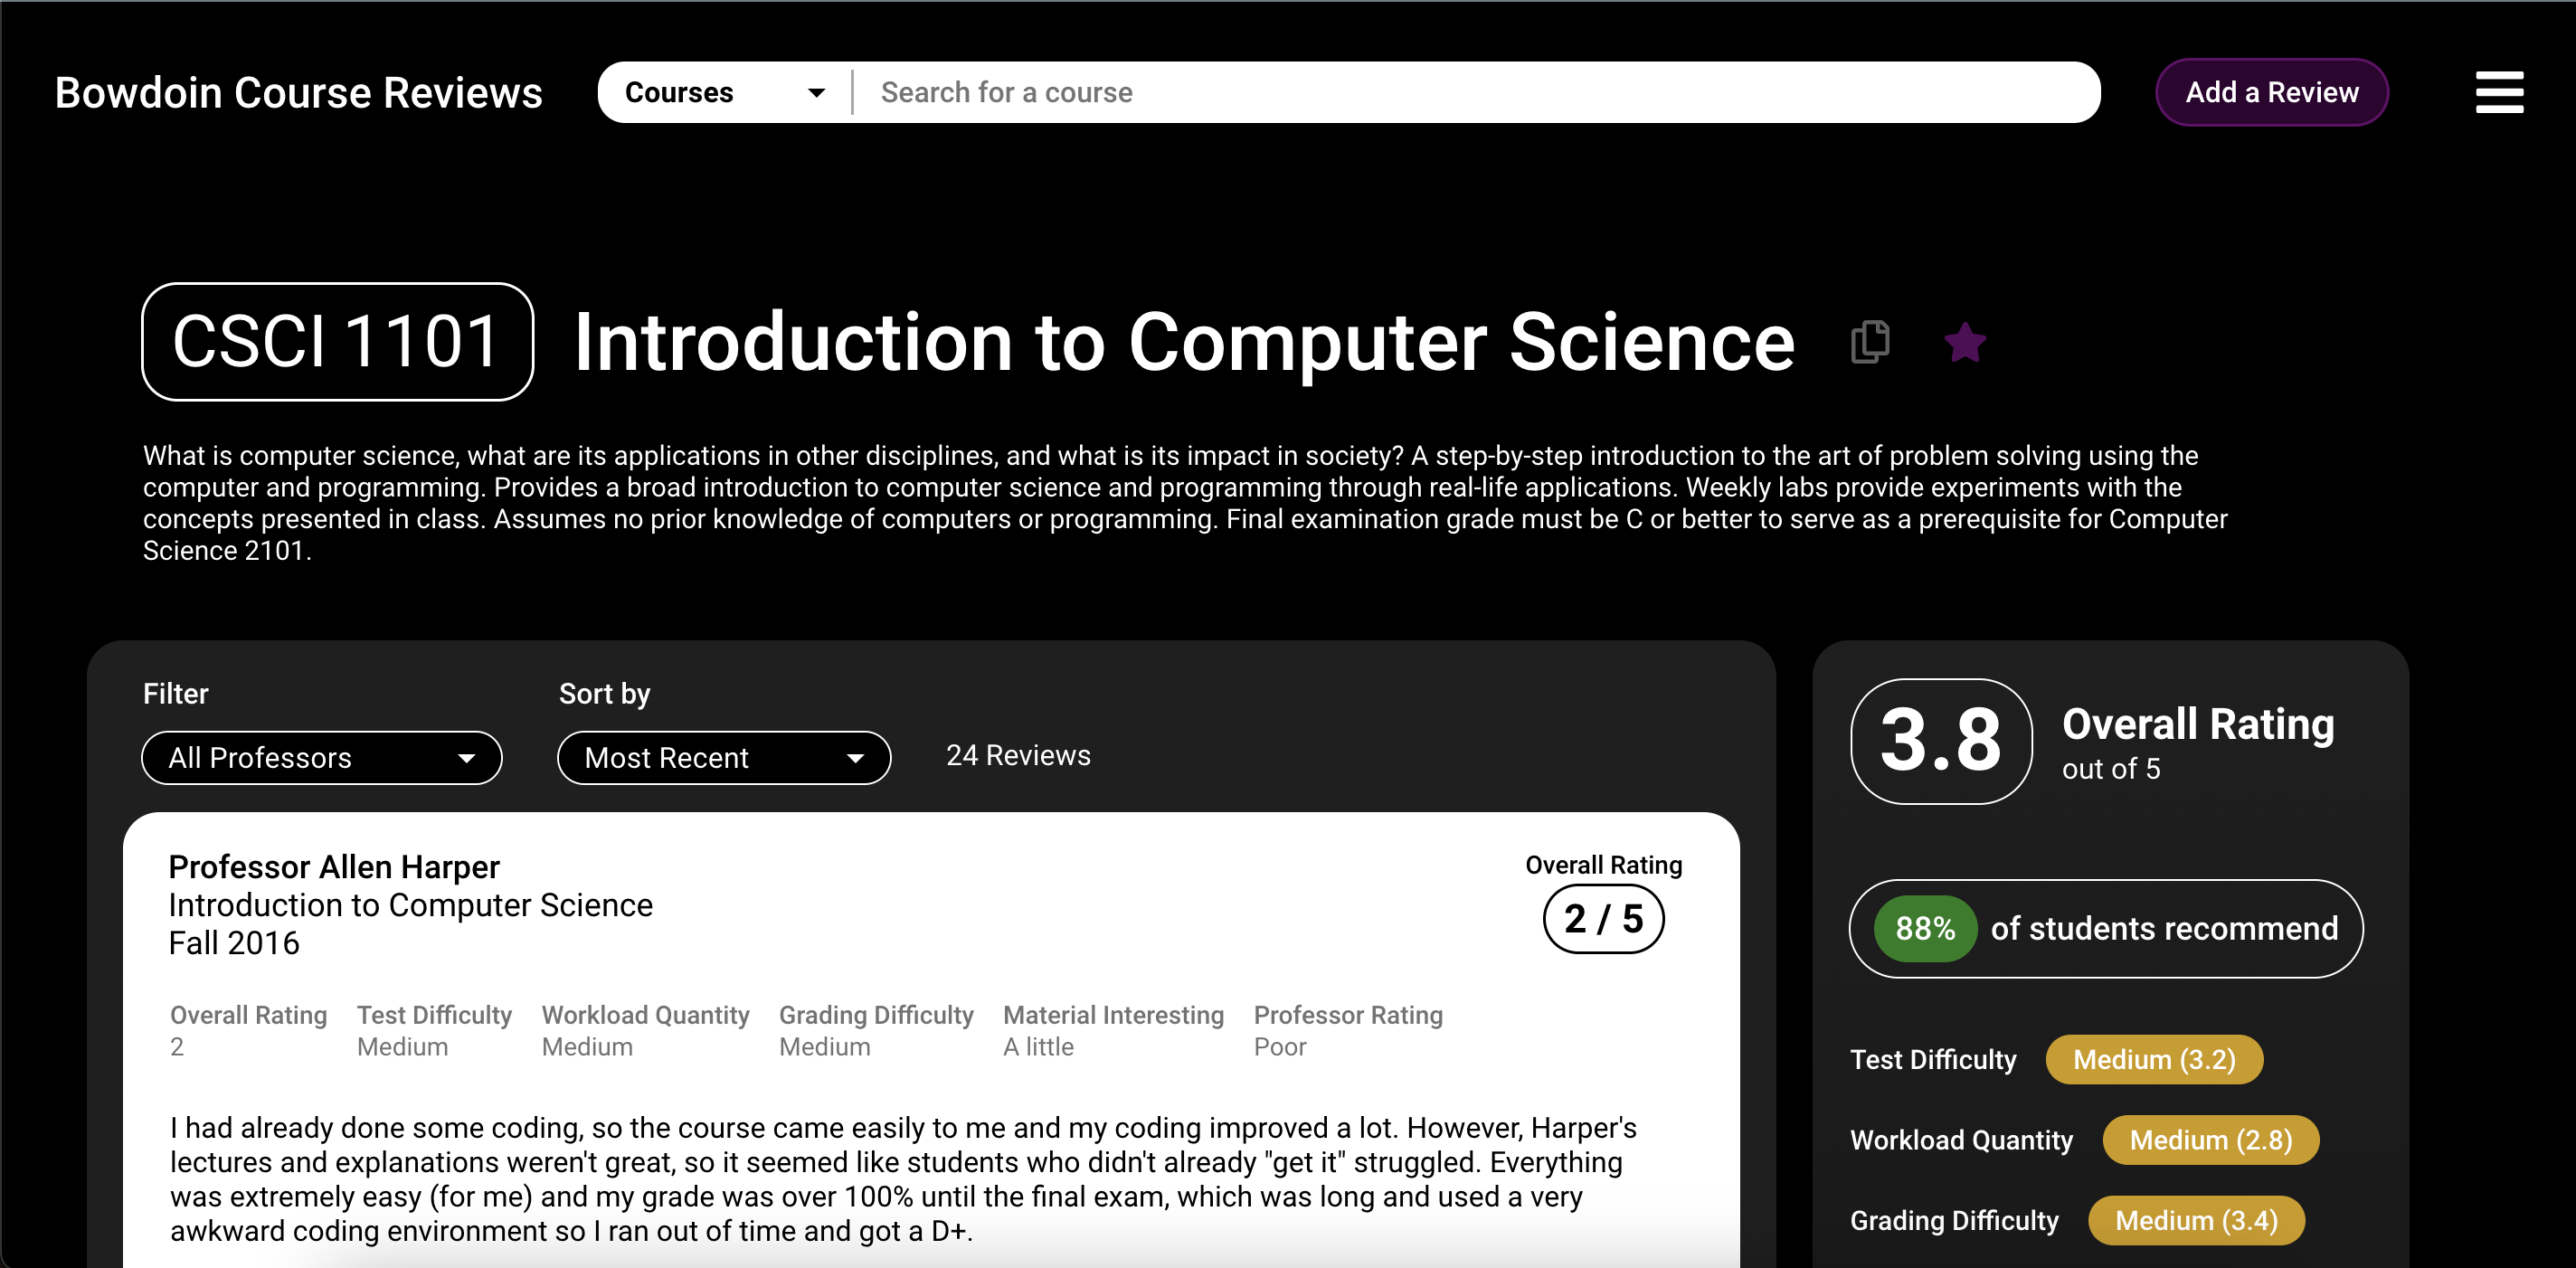 Bowdoin Course Reviews
Courses
Search for a course
Add a Review
CSCI 1101
Introduction to Computer Science
What is computer science, what are its applications in other disciplines, and what is its impact in society? A step-by-step introduction to the art of problem solving using the
computer and programming. Provides a broad introduction to computer science and programming through real-life applications. Weekly labs provide experiments with the
concepts presented in class. Assumes no prior knowledge of computers or programming. Final examination grade must be C or better to serve as a prerequisite for Computer
Science 2101.
Filter
All Professors
Sort by
Most Recent
24 Reviews
Professor Allen Harper
Introduction to Computer Science
Fall 2016
Overall Rating
2 / 5
Overall Rating
2
Test Difficulty
Medium
Workload Quantity
Medium
Grading Difficulty
Medium
Material Interesting
A little
Professor Rating
Poor
I had already done some coding, so the course came easily to me and my coding improved a lot. However, Harper's
lectures and explanations weren't great, so it seemed like students who didn't already "get it" struggled. Everything
was extremely easy (for me) and my grade was over 100% until the final exam, which was long and used a very
awkward coding environment so I ran out of time and got a D+.
3.8
Overall Rating
out of 5
88% of students recommend
Test Difficulty Medium (3.2)
Workload Quantity Medium (2.8)
Grading Difficulty Medium (3.4)